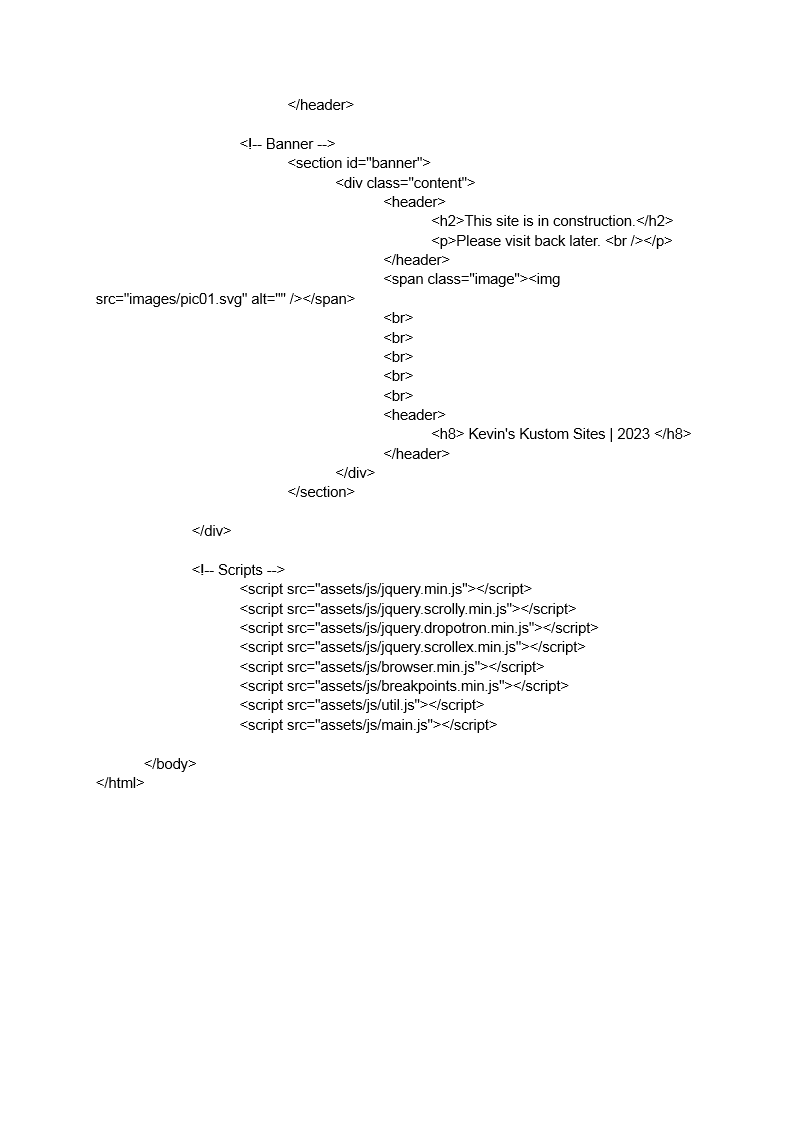 </header>
<!-- Banner -->
<section id="banner">
<div class="content">
<header>
<h2>This site is in construction.</h2>
<p>Please visit back later. <br /></p>
</header>
<span class="image"><img
src="images/pic01.svg" alt="" /></span>
<br>
<br>
<br>
<br>
<br>
<header>
<h8> Kevin's Kustom Sites | 2023 </h8>
</header>
</div>
</section>
</div>
<!-- Scripts -->
<script src="assets/js/jquery.min.js"></script>
<script src="assets/js/jquery.scrolly.min.js"></script>
<script src="assets/js/jquery.dropotron.min.js"></script>
<script src="assets/js/jquery.scrollex.min.js"></script>
<script src="assets/js/browser.min.js"></script>
<script src="assets/js/breakpoints.min.js"></script>
<script src="assets/js/util.js"></script>
<script src="assets/js/main.js"></script>
</body>
</html>